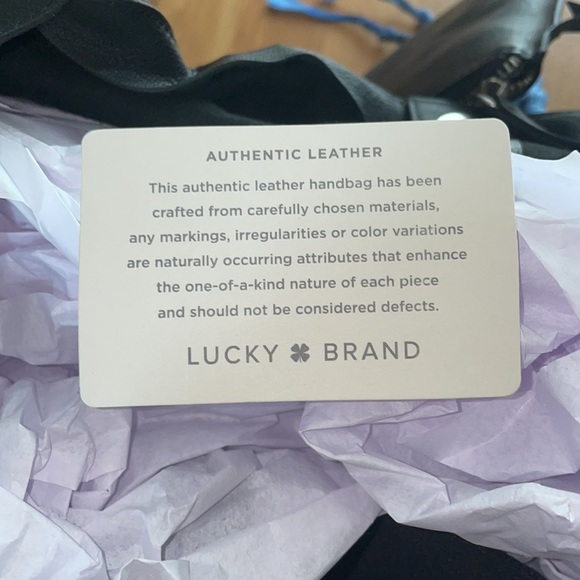 AUTHENTIC LEATHER
This authentic leather handbag has been
crafted from carefully chosen materials,
any markings, irregularities or color variations
are naturally occurring attributes that enhance
the one-of-a-kind nature of each piece
and should not be considered defects.
LUCKY BRAND